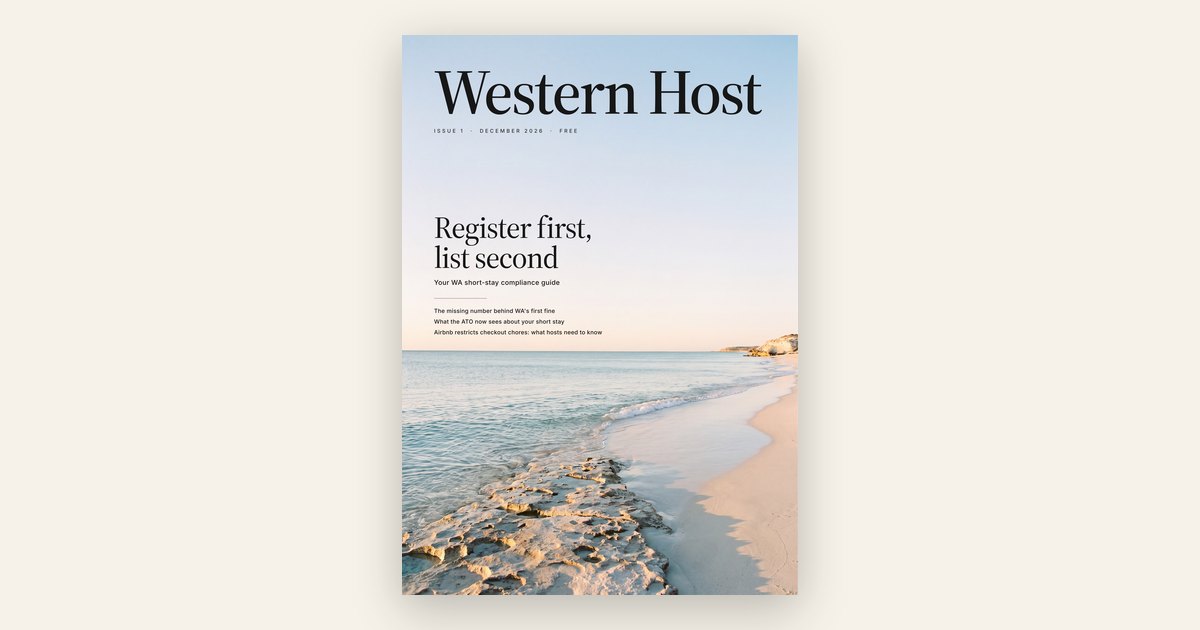 Western Host
ISSUE 1 · DECEMBER 2026 · FREE
Register first,
list second
Your WA short-stay compliance guide
The missing number behind WA's first fine
What the ATO now sees about your short stay
Airbnb restricts checkout chores: what hosts need to know